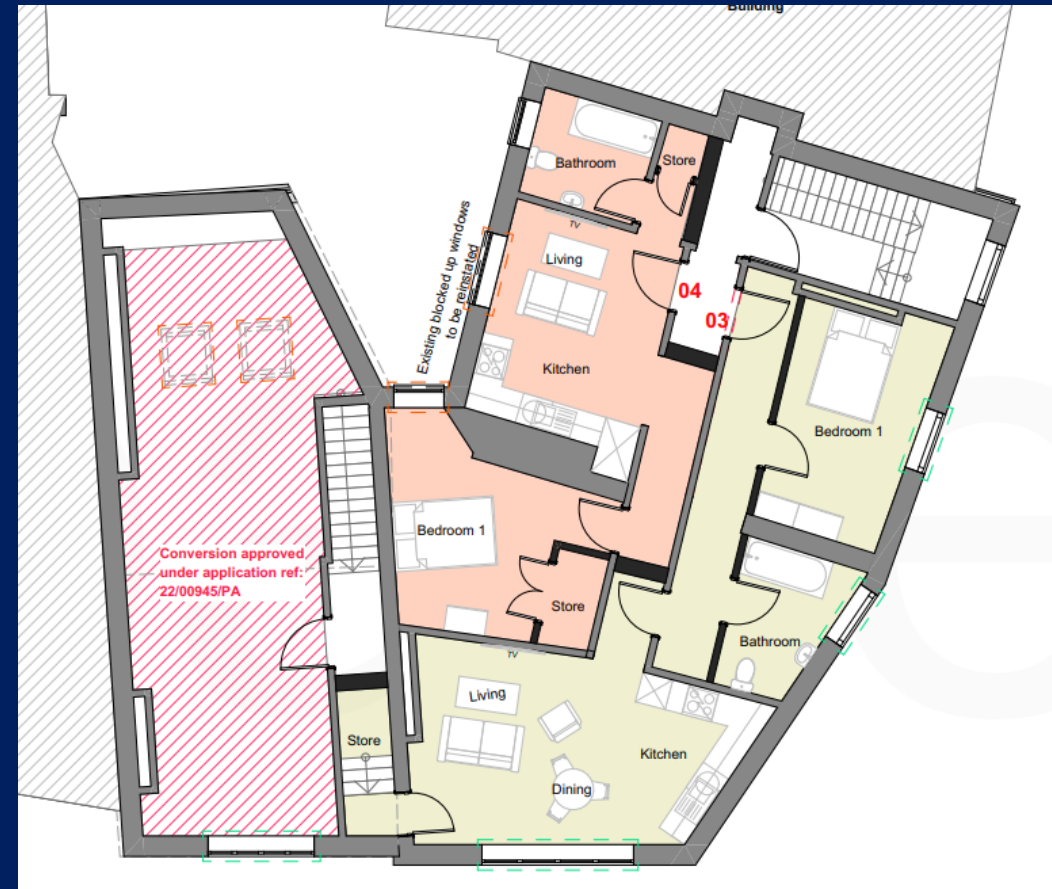 Building
Bathroom
Store
TV
Living
Existing blocked up windows
to be reinstated
04
03
Kitchen
Bedroom 1
Bedroom 1
Conversion approved
under application ref:
22/00945/PA
Store
Bathroom
TV
Living
Store
Kitchen
Dining